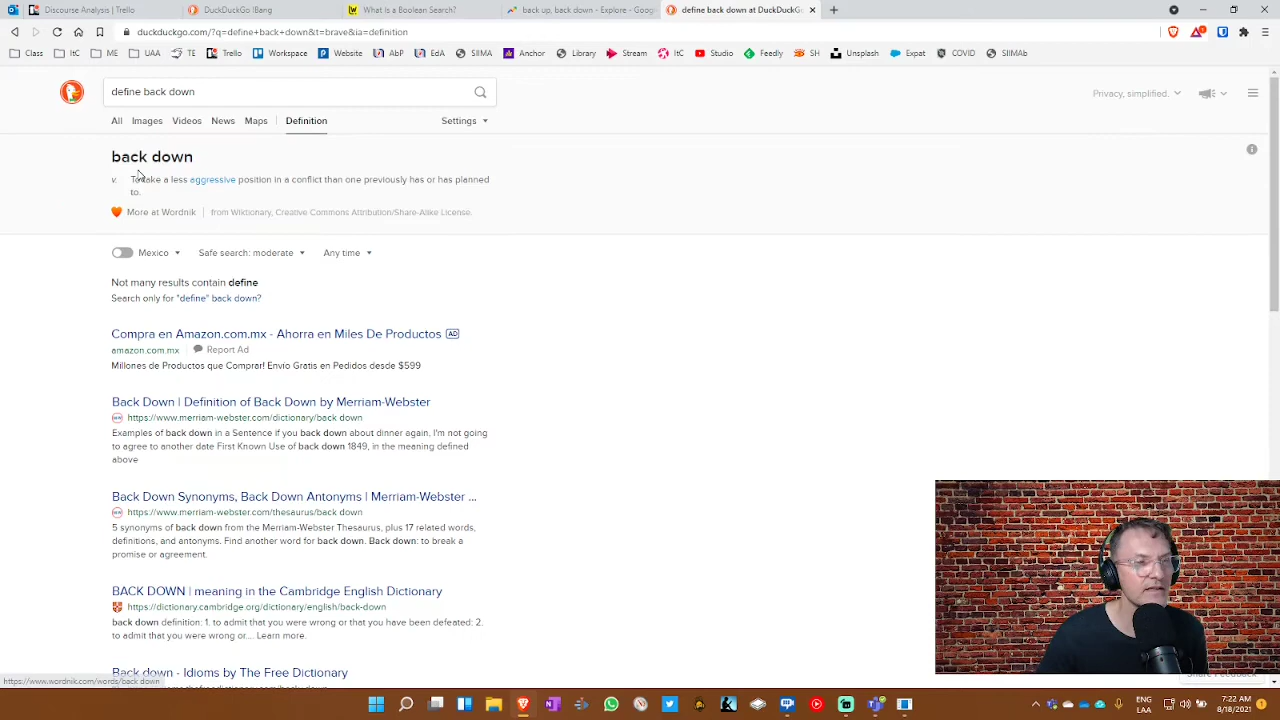 Discourse Analysis | Trello
DuckDuckGo !Bang
What Is a Boolean Search?
back up, back down - Explore - Goog
define back down at DuckDuckG
duckduckgo.com/?q=define+back+down&t=brave&ia=definition
Class ItC ME UAA TE Trello Workspace Website AbP EdA SIIMA Anchor Library Stream ItC Studio Feedly SH Unsplash Expat COVID SIIMAb
define back down
Privacy, simplified.
All Images Videos News Maps Definition Settings
back down
v. To take a less aggressive position in a conflict than one previously has or has planned
to.
More at Wordnik from Wiktionary, Creative Commons Attribution/Share-Alike License.
Mexico Safe search: moderate Any time
Not many results contain define
Search only for "define" back down?
Compra en Amazon.com.mx - Ahorra en Miles De Productos AD
amazon.com.mx Report Ad
Millones de Productos que Comprar! Envío Gratis en Pedidos desde $599
Back Down | Definition of Back Down by Merriam-Webster
https://www.merriam-webster.com/dictionary/back down
Examples of back down in a Sentence if you back down about dinner again, I'm not going
to agree to another date First Known Use of back down 1849, in the meaning defined
above
Back Down Synonyms, Back Down Antonyms | Merriam-Webster ...
https://www.merriam-webster.com/thesaurus/back down
5 synonyms of back down from the Merriam-Webster Thesaurus, plus 17 related words,
definitions, and antonyms. Find another word for back down. Back down: to break a
promise or agreement.
BACK DOWN | meaning in the Cambridge English Dictionary
https://dictionary.cambridge.org/dictionary/english/back-down
back down definition: 1. to admit that you were wrong or that you have been defeated: 2.
to admit that you were wrong or.... Learn more.
Back down - Idioms by The Free Dictionary
https://www.wordnik.com/words/back down
Share Feedback
ENG
LAA
7:22 AM
8/18/2021